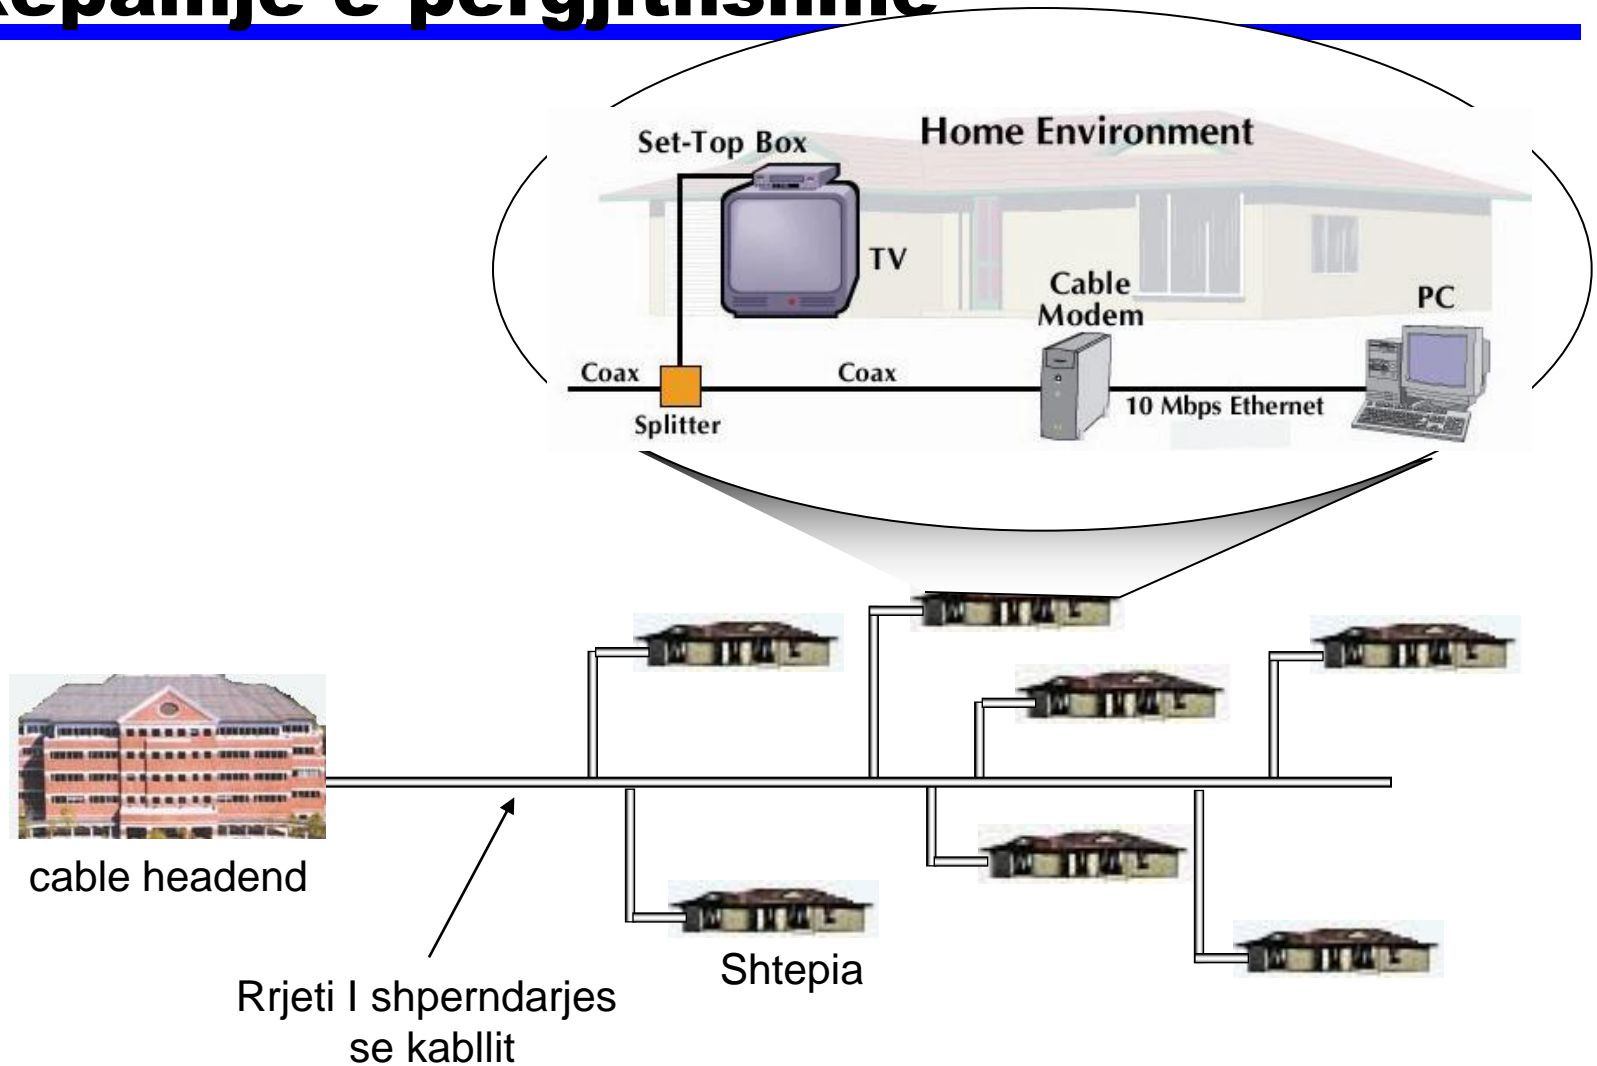 e pergjithshme
Home Environment
Set-Top Box
TV
Cable
Modem
PC
Coax
Coax
10 Mbps Ethernet
Splitter
cable headend
Shtepia
Rrjeti I shperndarjes
se kabllit